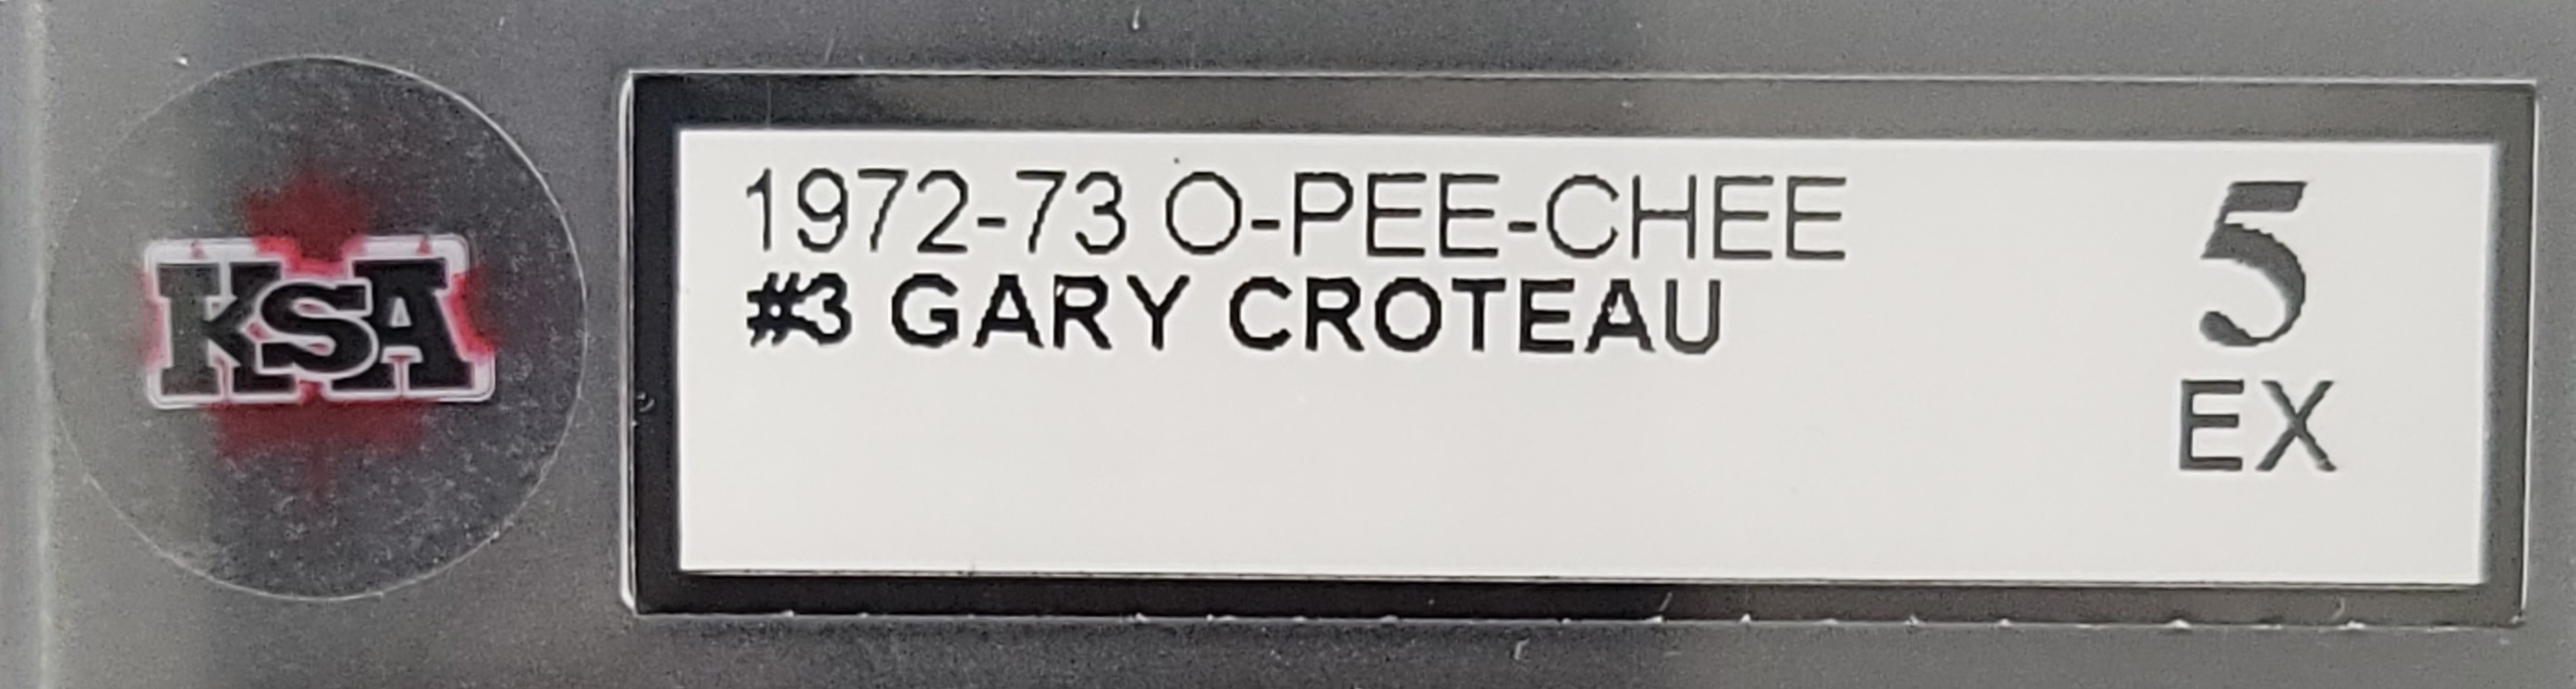 KSA
1972-73 O-PEE-CHEE
#3 GARY CROTEAU
5
EX